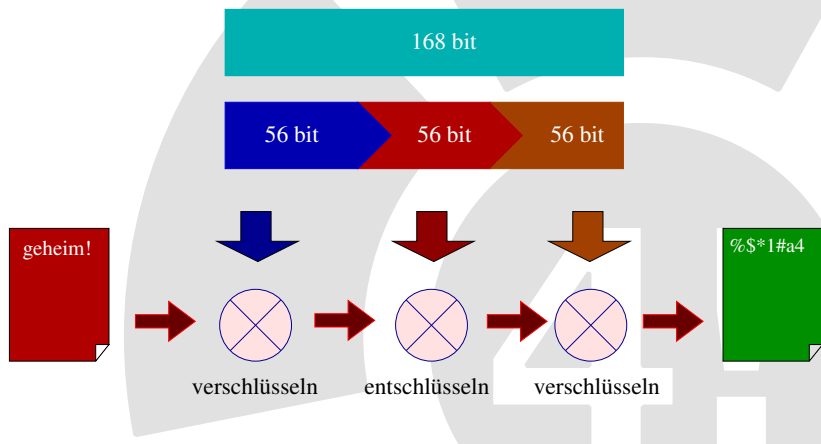 168 bit
56 bit 56 bit 56 bit
geheim! %$*1#a4
verschlüsseln entschlüsseln verschlüsseln